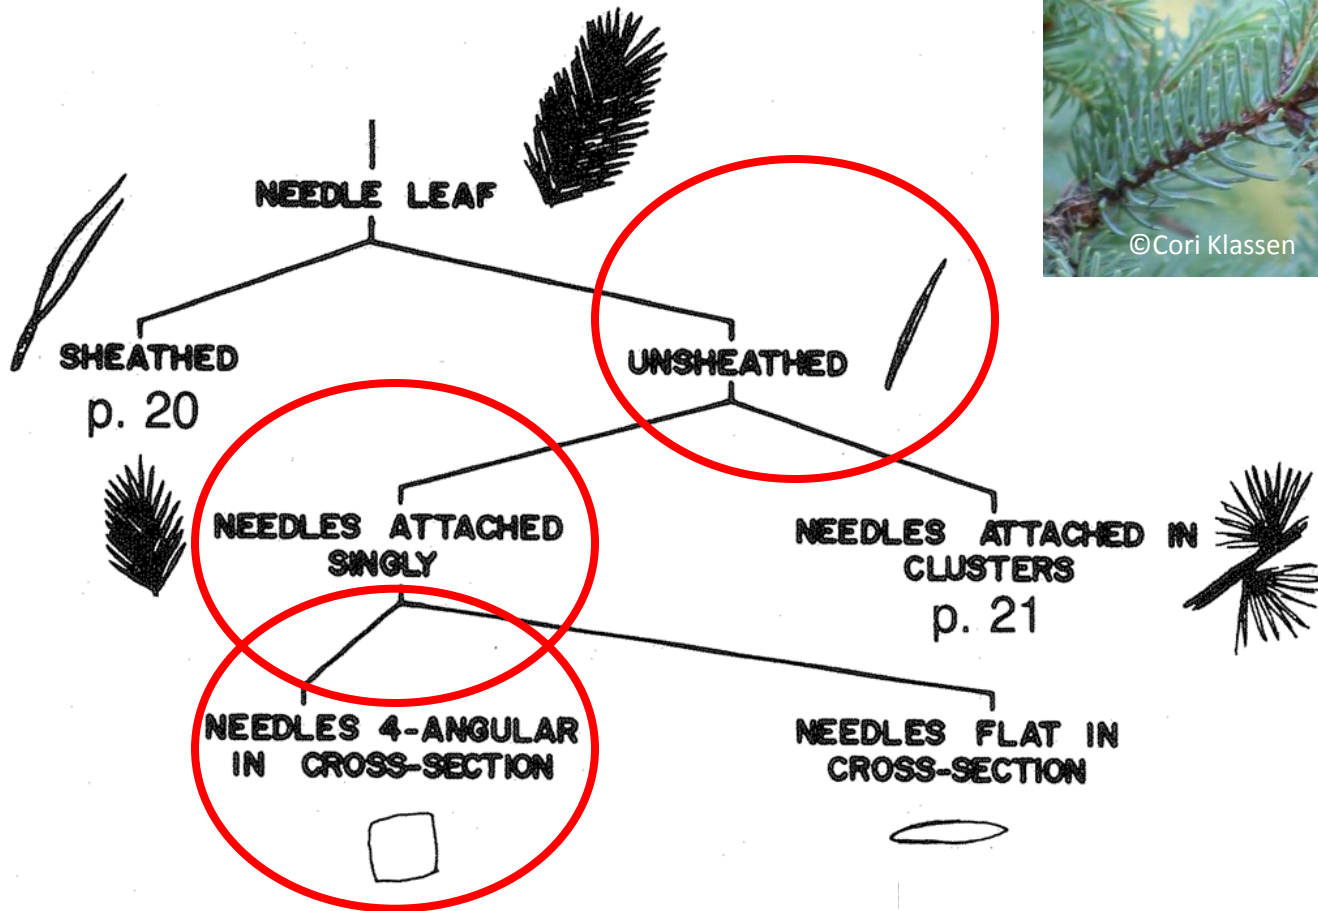 ©Cori Klassen
NEEDLE LEAF
SHEATHED
p. 20
UNSHEATHED
NEEDLES ATTACHED
SINGLY
NEEDLES ATTACHED IN
CLUSTERS
p. 21
NEEDLES 4-ANGULAR
IN CROSS-SECTION
NEEDLES FLAT IN
CROSS-SECTION